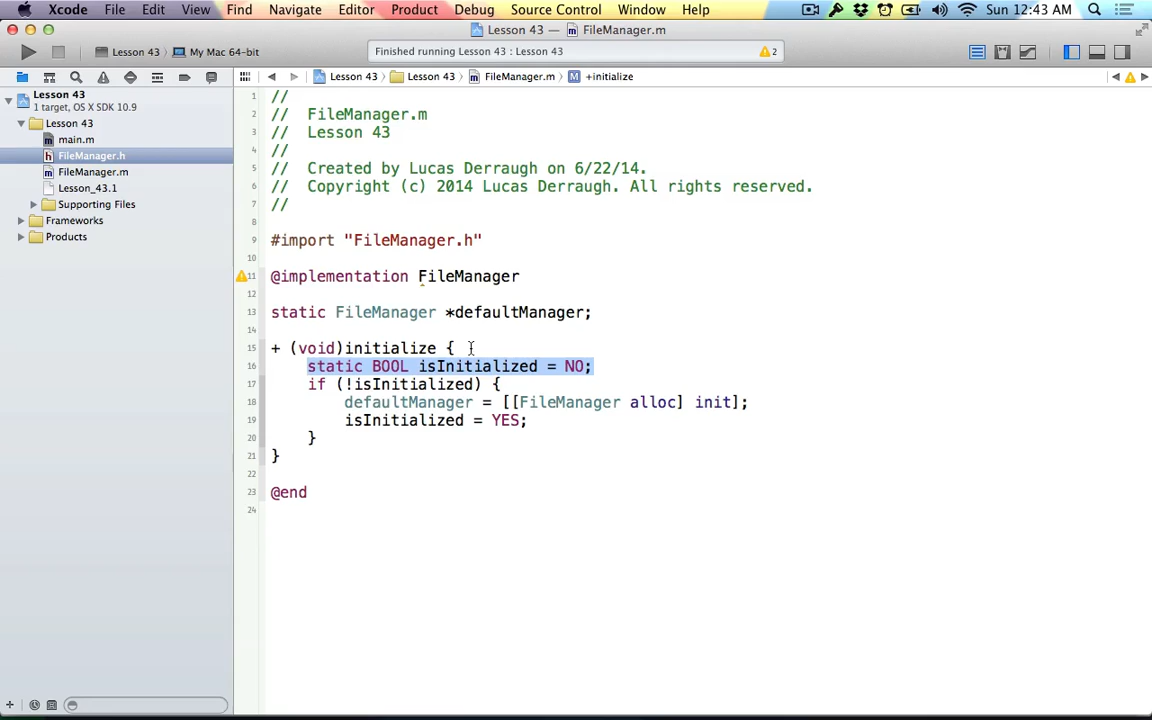 Xcode File Edit View Find Navigate Editor Product Debug Source Control Window Help Sun 12:43 AM
Lesson 43 — FileManager.m
Lesson 43 My Mac 64-bit Finished running Lesson 43 : Lesson 43 2
Lesson 43 Lesson 43 FileManager.m M +initialize
Lesson 43
1 target, OS X SDK 10.9
Lesson 43
main.m
h FileManager.h
m FileManager.m
Lesson_43.1
Supporting Files
Frameworks
Products
1 //
2 // FileManager.m
3 // Lesson 43
4 //
5 // Created by Lucas Derraugh on 6/22/14.
6 // Copyright (c) 2014 Lucas Derraugh. All rights reserved.
7 //
8
9 #import "FileManager.h"
10
11 @implementation FileManager
12
13 static FileManager *defaultManager;
14
15 + (void)initialize {
16 static BOOL isInitialized = NO;
17 if (!isInitialized) {
18 defaultManager = [[FileManager alloc] init];
19 isInitialized = YES;
20 }
21 }
22
23 @end
24